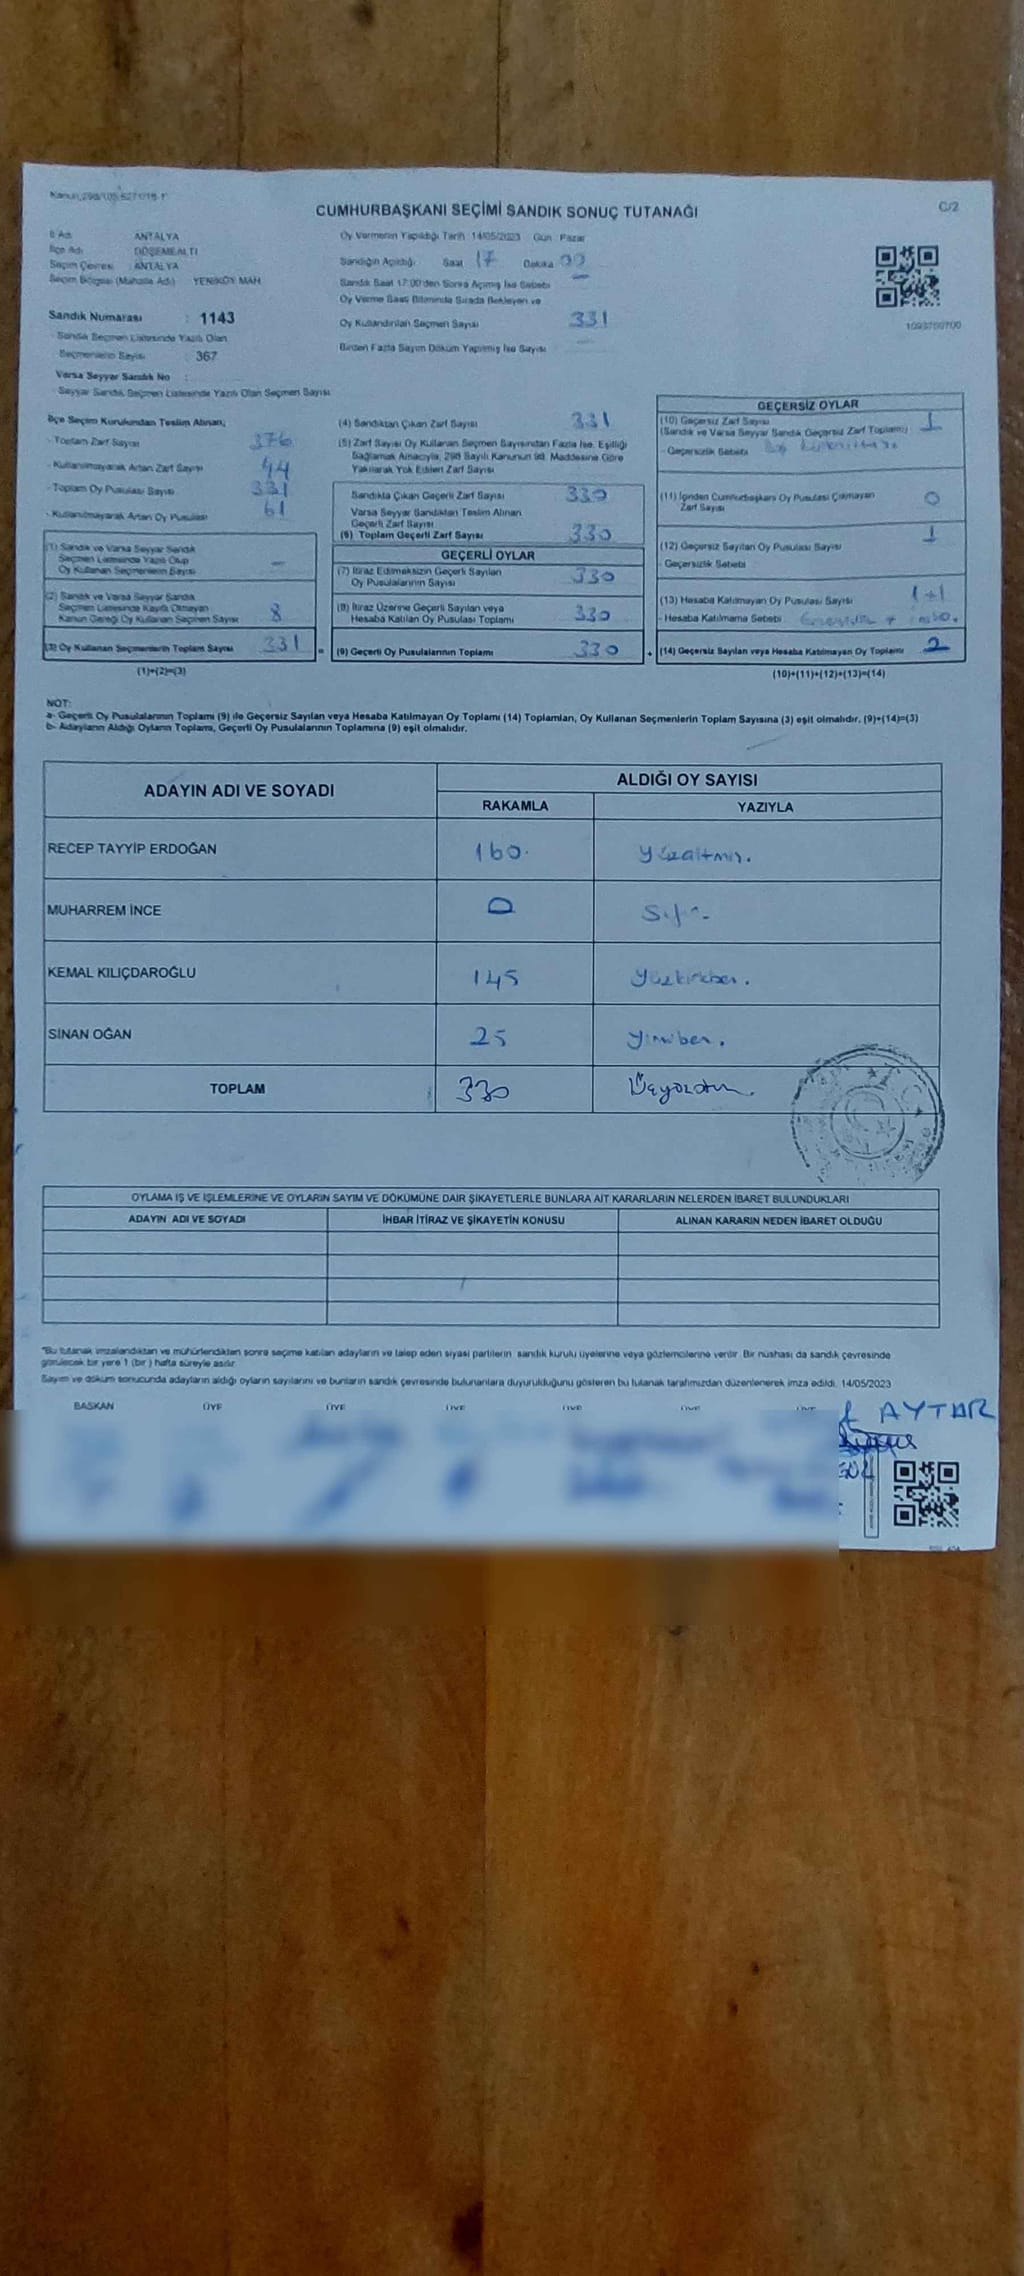 CUMHURBAŞKANI SEÇİMİ SANDIK SONUÇ TUTANAĞI
C/2
İl Adı ANTALYA
İlçe Adı DÖŞEMEALTI
Seçim Çevresi : ANTALYA
Seçim Bölgesi (Mahalle Adı) YENİKÖY MAH
Sandık Numarası : 1143
Sandık Seçmen Listesinde Yazılı Olan
Seçmenlerin Sayısı : 367
Varsa Seyyar Sandık No :
Seyyar Sandık Seçmen Listesinde Yazılı Olan Seçmen Sayısı
Oy Vermenin Yapıldığı Tarih 14/05/2023 Gün : Pazar
Sandığın Açıldığı Saat 17 Dakika
Sandık Saat 17:00'den Sonra Açılmış İse Sebebi
Oy Verme Saati Bitiminde Sırada Bekleyen ve
Oy Kullandırılan Seçmen Sayısı 331
Birden Fazla Sayım Döküm Yapılmış İse Sayısı
1093700700
İlçe Seçim Kurulundan Teslim Alınan;
- Toplam Zarf Sayısı 376
- Kullanılmayarak Artan Zarf Sayısı 44
- Toplam Oy Pusulası Sayısı 331
- Kullanılmayarak Artan Oy Pusulası 61
(1) Sandık ve Varsa Seyyar Sandık
Seçmen Listesinde Yazılı Olup
Oy Kullanan Seçmenlerin Sayısı -
(2) Sandık ve Varsa Seyyar Sandık
Seçmen Listesinde Kayıtlı Olmayan
Kanun Gereği Oy Kullanan Seçmen Sayısı 8
(3) Oy Kullanan Seçmenlerin Toplam Sayısı 331
(1)+(2)=(3)
(4) Sandıktan Çıkan Zarf Sayısı 331
(5) Zarf Sayısı Oy Kullanan Seçmen Sayısından Fazla İse, Eşitliği
Sağlamak Amacıyla, 298 Sayılı Kanunun 98. Maddesine Göre
Yakılarak Yok Edilen Zarf Sayısı
Sandıkta Çıkan Geçerli Zarf Sayısı 330
Varsa Seyyar Sandıktan Teslim Alınan
Geçerli Zarf Sayısı
(6) Toplam Geçerli Zarf Sayısı 330
GEÇERLİ OYLAR
(7) İtiraz Edilmeksizin Geçerli Sayılan
Oy Pusulalarının Sayısı 330
(8) İtiraz Üzerine Geçerli Sayılan veya
Hesaba Katılan Oy Pusulası Toplamı 330
(9) Geçerli Oy Pusulalarının Toplamı 330
GEÇERSİZ OYLAR
(10) Geçersiz Zarf Sayısı 1
(Sandık ve Varsa Seyyar Sandık Geçersiz Zarf Toplamı)
- Geçersizlik Sebebi
(11) İçinden Cumhurbaşkanı Oy Pusulası Çıkmayan
Zarf Sayısı 0
(12) Geçersiz Sayılan Oy Pusulası Sayısı 1
- Geçersizlik Sebebi
(13) Hesaba Katılmayan Oy Pusulası Sayısı 1+1
- Hesaba Katılmama Sebebi
(14) Geçersiz Sayılan veya Hesaba Katılmayan Oy Toplamı 2
(10)+(11)+(12)+(13)=(14)
NOT:
a- Geçerli Oy Pusulalarının Toplamı (9) ile Geçersiz Sayılan veya Hesaba Katılmayan Oy Toplamı (14) Toplamları, Oy Kullanan Seçmenlerin Toplam Sayısına (3) eşit olmalıdır. (9)+(14)=(3)
b- Adayların Aldığı Oyların Toplamı, Geçerli Oy Pusulalarının Toplamına (9) eşit olmalıdır.
ADAYIN ADI VE SOYADI ALDIĞI OY SAYISI
RAKAMLA YAZIYLA
RECEP TAYYİP ERDOĞAN 160 Yüzaltmış.
MUHARREM İNCE 0 Sıfır
KEMAL KILIÇDAROĞLU 145 Yüzkırkbeş.
SİNAN OĞAN 25 Yirmibeş.
TOPLAM 330 Üçyüzotuz
OYLAMA İŞ VE İŞLEMLERİNE VE OYLARIN SAYIM VE DÖKÜMÜNE DAİR ŞİKAYETLERLE BUNLARA AİT KARARLARIN NELERDEN İBARET BULUNDUKLARI
ADAYIN ADI VE SOYADI İHBAR İTİRAZ VE ŞİKAYETİN KONUSU ALINAN KARARIN NEDEN İBARET OLDUĞU
*Bu tutanak imzalandıktan ve mühürlendikten sonra seçime katılan adayların ve talep eden siyasi partilerin sandık kurulu üyelerine veya gözlemcilerine verilir. Bir nüshası da sandık çevresinde
görülecek bir yere 1 (bir) hafta süreyle asılır.
Sayım ve döküm sonucunda adayların aldığı oyların sayılarını ve bunların sandık çevresinde bulunanlara duyurulduğunu gösteren bu tutanak tarafımızdan düzenlenerek imza edildi. 14/05/2023
BAŞKAN ÜYE ÜYE ÜYE ÜYE ÜYE ÜYE
AYTAR